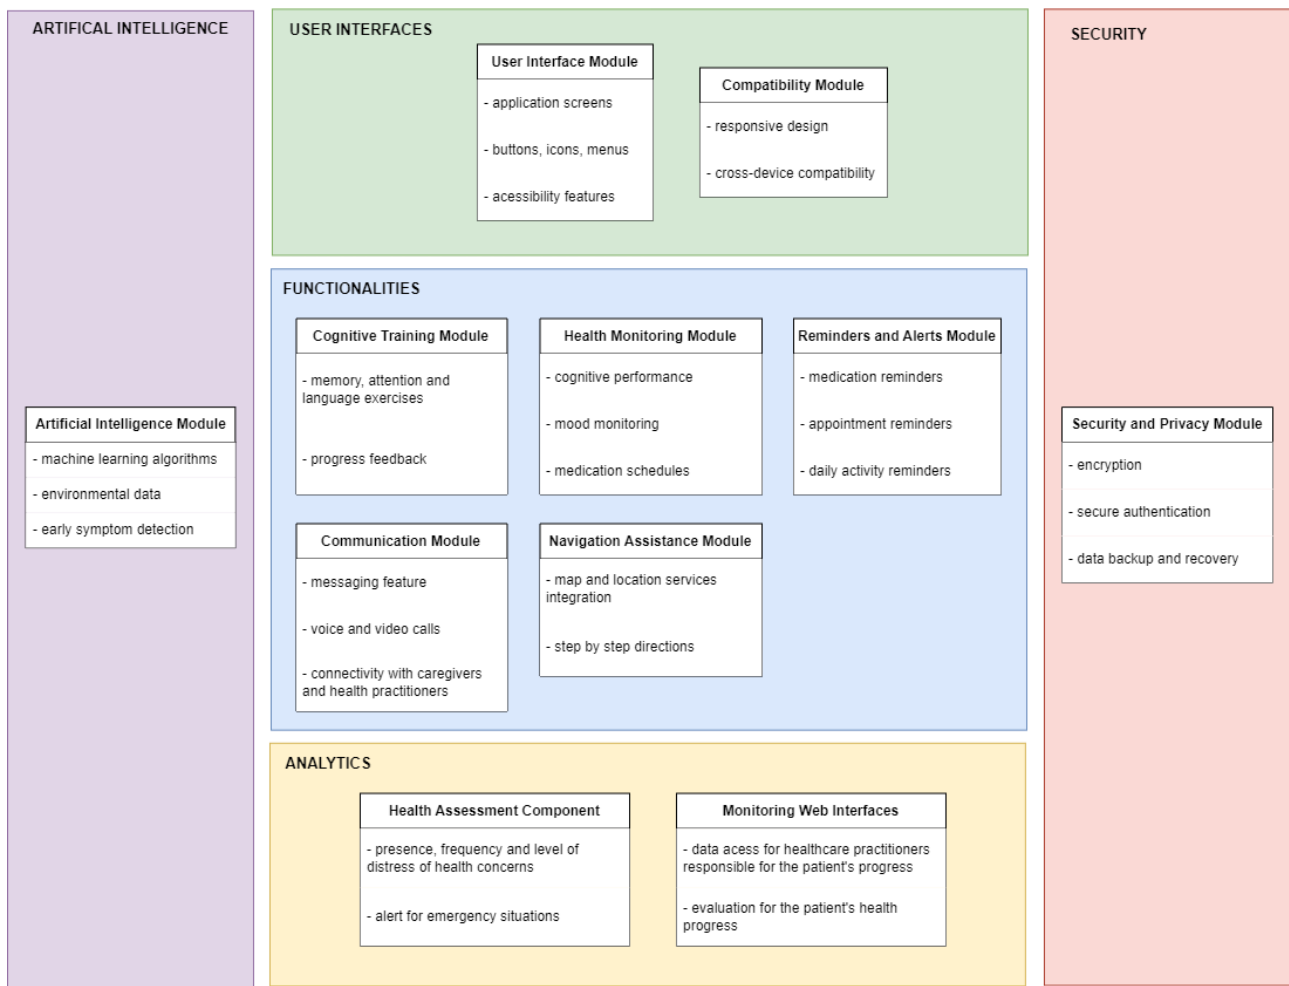 ARTIFICAL INTELLIGENCE
Artificial Intelligence Module
- machine learning algorithms
- environmental data
- early symptom detection
USER INTERFACES
User Interface Module
- application screens
- buttons, icons, menus
- acessibility features
Compatibility Module
- responsive design
- cross-device compatibility
FUNCTIONALITIES
Cognitive Training Module
- memory, attention and
language exercises
- progress feedback
Health Monitoring Module
- cognitive performance
- mood monitoring
- medication schedules
Reminders and Alerts Module
- medication reminders
- appointment reminders
- daily activity reminders
Communication Module
- messaging feature
- voice and video calls
- connectivity with caregivers
and health practitioners
Navigation Assistance Module
- map and location services
integration
- step by step directions
ANALYTICS
Health Assessment Component
- presence, frequency and level of
distress of health concerns
- alert for emergency situations
Monitoring Web Interfaces
- data acess for healthcare practitioners
responsible for the patient's progress
- evaluation for the patient's health
progress
SECURITY
Security and Privacy Module
- encryption
- secure authentication
- data backup and recovery